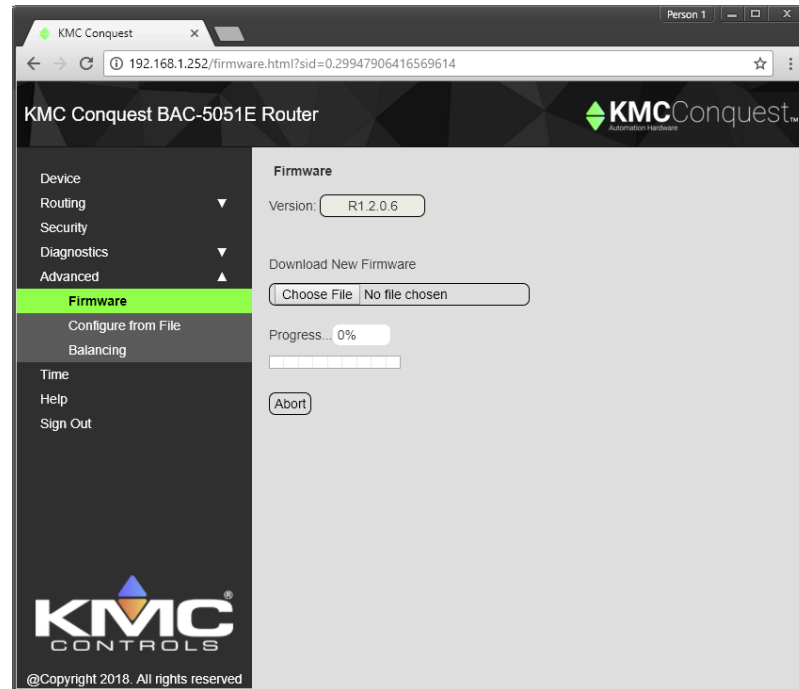 Person 1
KMC Conquest
192.168.1.252/firmware.html?sid=0.29947906416569614
KMC Conquest BAC-5051E Router
KMCConquest™
Automation Hardware
Device
Routing
Security
Diagnostics
Advanced
Firmware
Configure from File
Balancing
Time
Help
Sign Out
Firmware
Version: R1.2.0.6
Download New Firmware
Choose File No file chosen
Progress... 0%
Abort
KMC®
CONTROLS
@Copyright 2018. All rights reserved